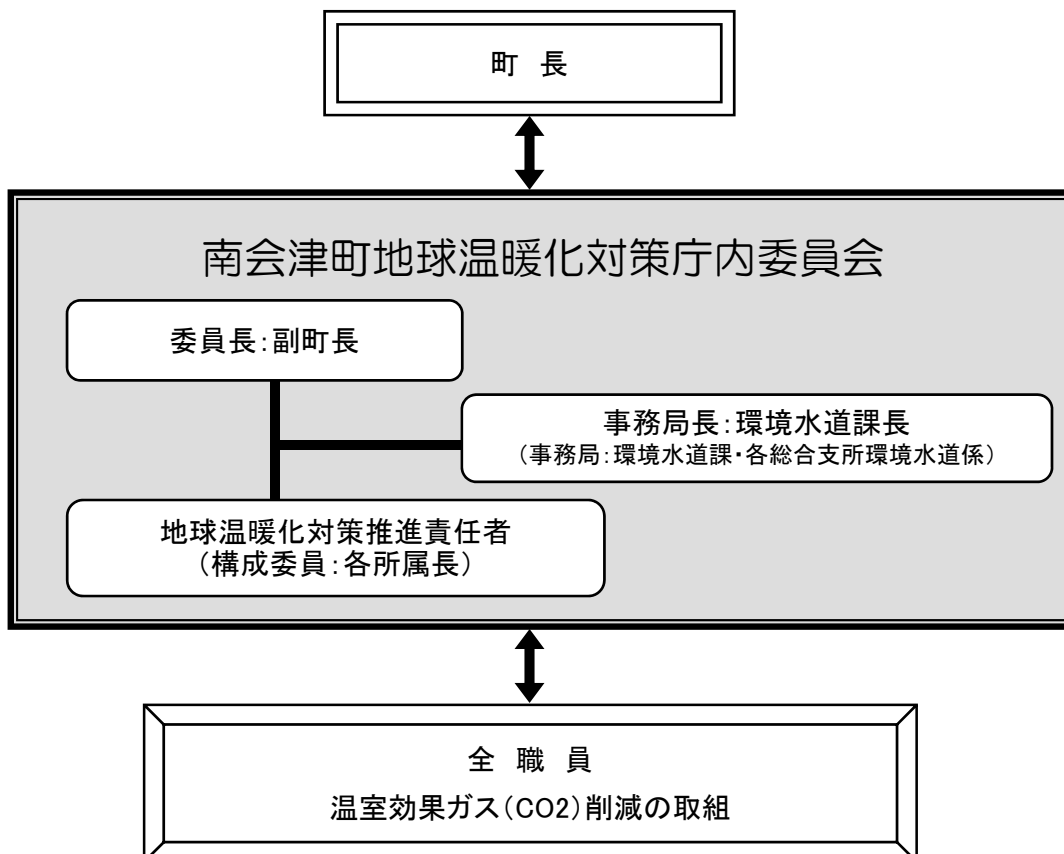 町 長
南会津町地球温暖化対策庁内委員会
委員長：副町長
事務局長：環境水道課長
（事務局：環境水道課・各総合支所環境水道係）
地球温暖化対策推進責任者
（構成委員：各所属長）
全 職 員
温室効果ガス（CO2）削減の取組